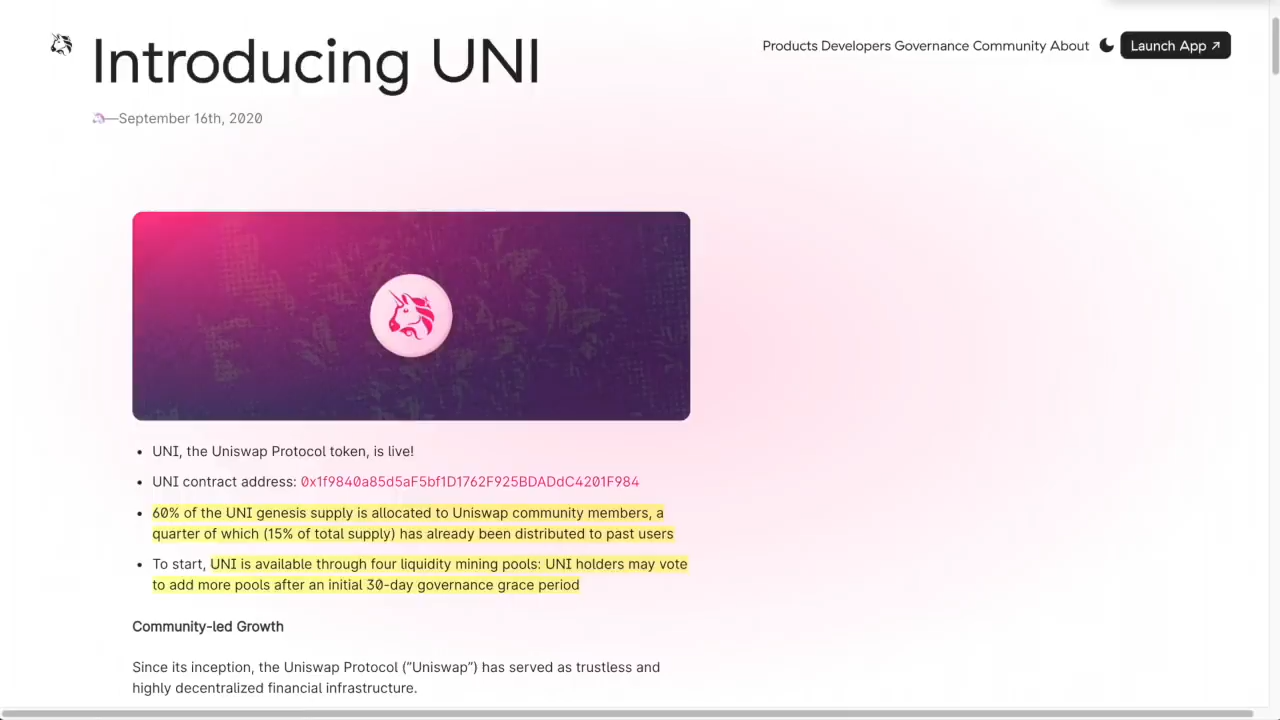 Introducing UNI
Products Developers Governance Community About
Launch App ↗
—September 16th, 2020
• UNI, the Uniswap Protocol token, is live!
• UNI contract address: 0x1f9840a85d5aF5bf1D1762F925BDADdC4201F984
• 60% of the UNI genesis supply is allocated to Uniswap community members, a
quarter of which (15% of total supply) has already been distributed to past users
• To start, UNI is available through four liquidity mining pools: UNI holders may vote
to add more pools after an initial 30-day governance grace period
Community-led Growth
Since its inception, the Uniswap Protocol (“Uniswap”) has served as trustless and
highly decentralized financial infrastructure.